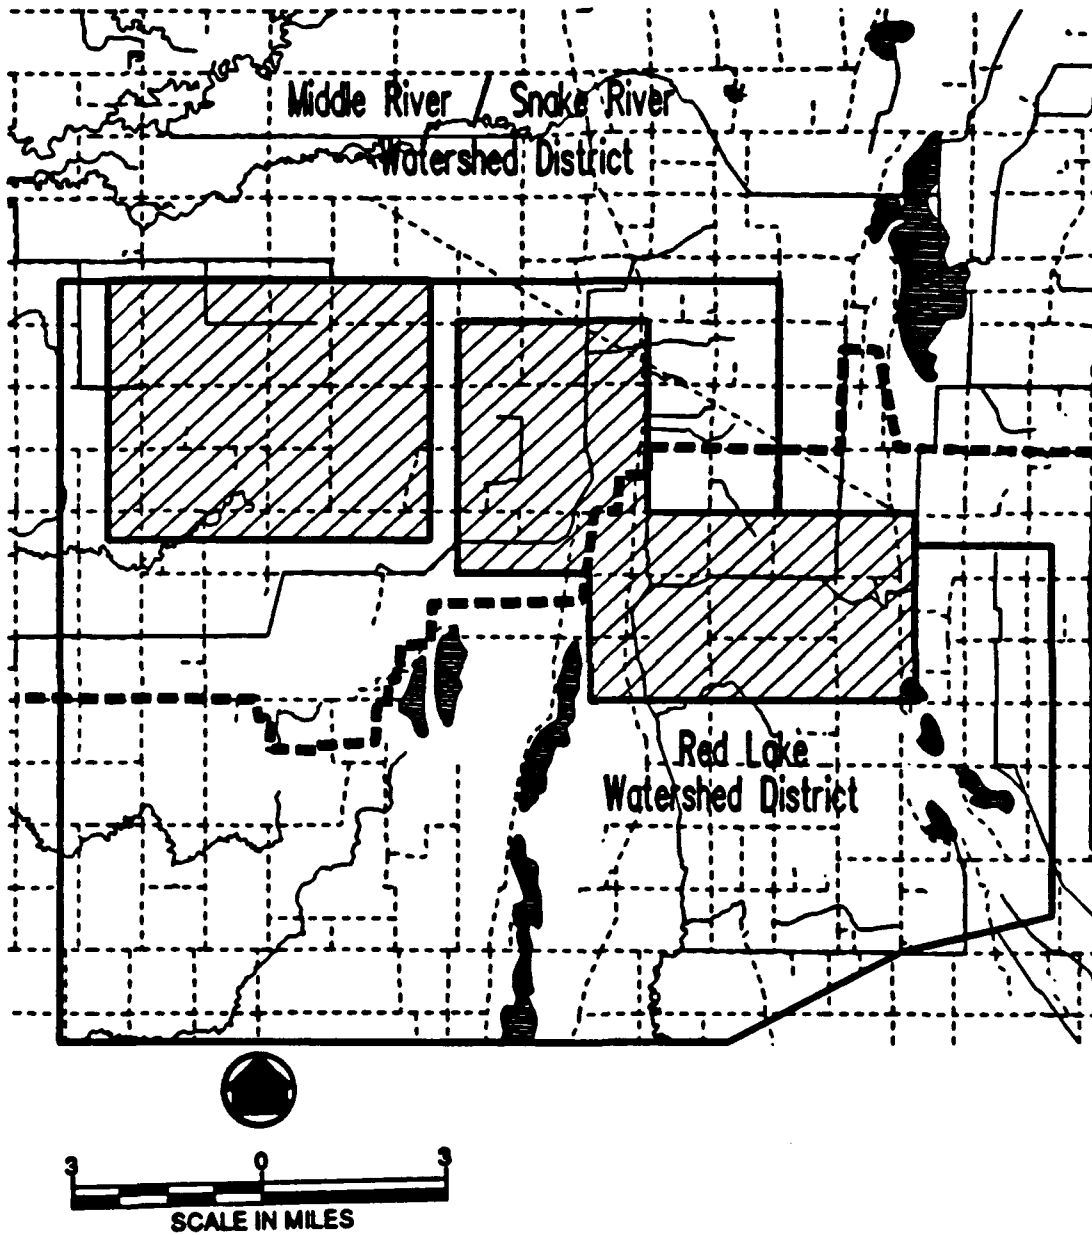 Middle River / Snake River
Watershed District
Red Lake
Watershed District
3 0 3
SCALE IN MILES